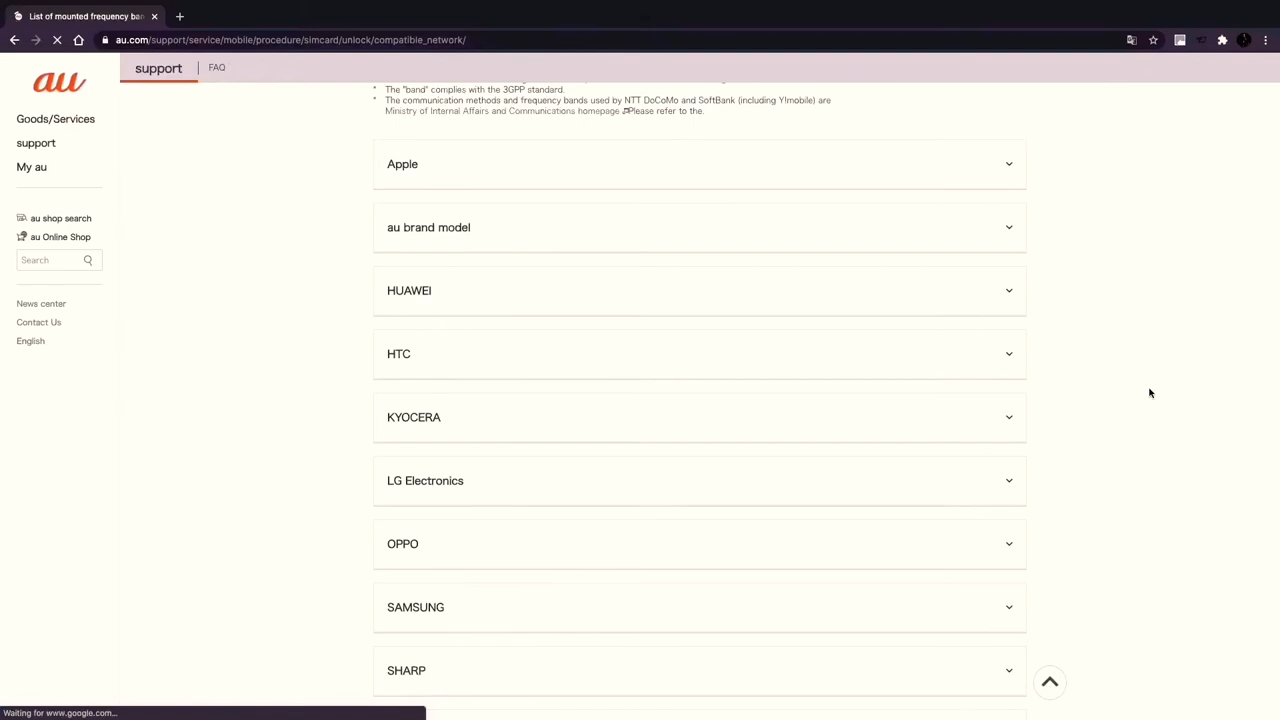 List of mounted frequency ban
au.com/support/service/mobile/procedure/simcard/unlock/compatible_network/
au
support
FAQ
Goods/Services
support
My au
au shop search
au Online Shop
Search
News center
Contact Us
English
* The "band" complies with the 3GPP standard.
* The communication methods and frequency bands used by NTT DoCoMo and SoftBank (including Y!mobile) are
Ministry of Internal Affairs and Communications homepage Please refer to the.
Apple
au brand model
HUAWEI
HTC
KYOCERA
LG Electronics
OPPO
SAMSUNG
SHARP
Waiting for www.google.com...